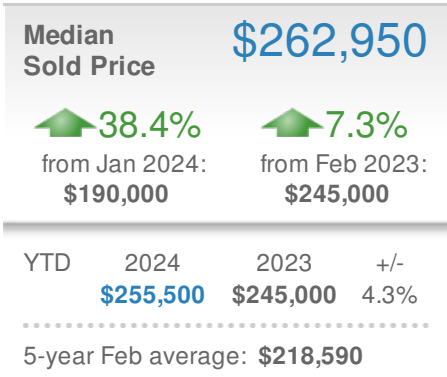 Median $262,950
Sold Price
38.4% 7.3%
from Jan 2024: from Feb 2023:
$190,000 $245,000
YTD 2024 2023 +/-
$255,500 $245,000 4.3%
5-year Feb average: $218,590